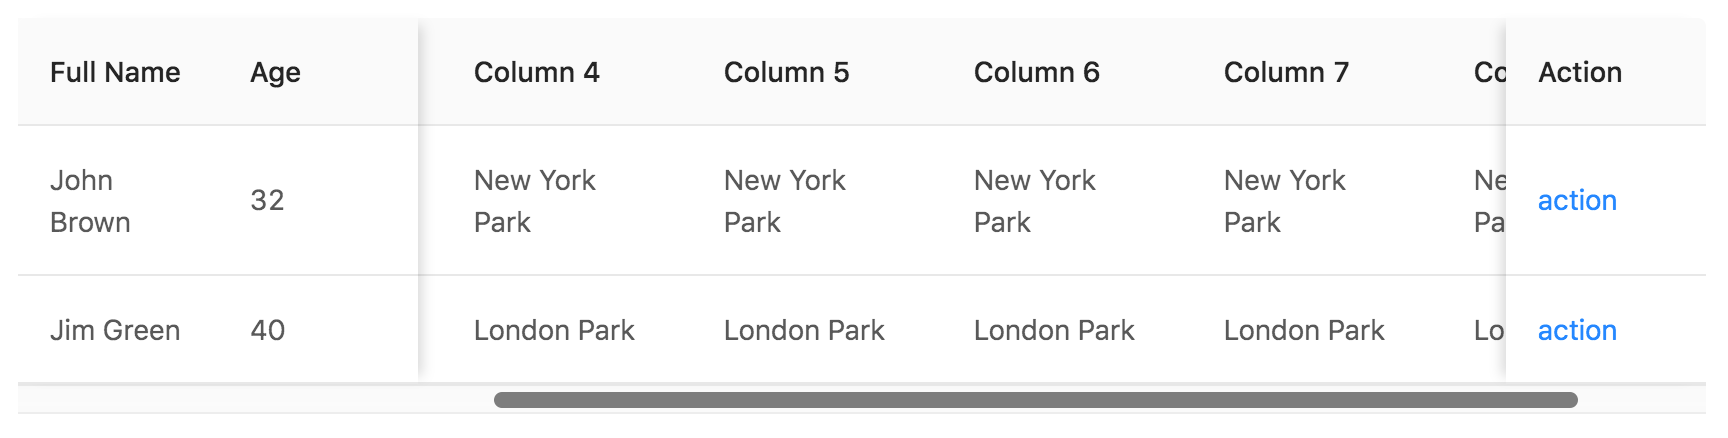 Full Name Age Column 4 Column 5 Column 6 Column 7 Co Action
John New York New York New York New York Ne
32 action
Brown Park Park Park Park Pa
Jim Green 40 London Park London Park London Park London Park Lo action